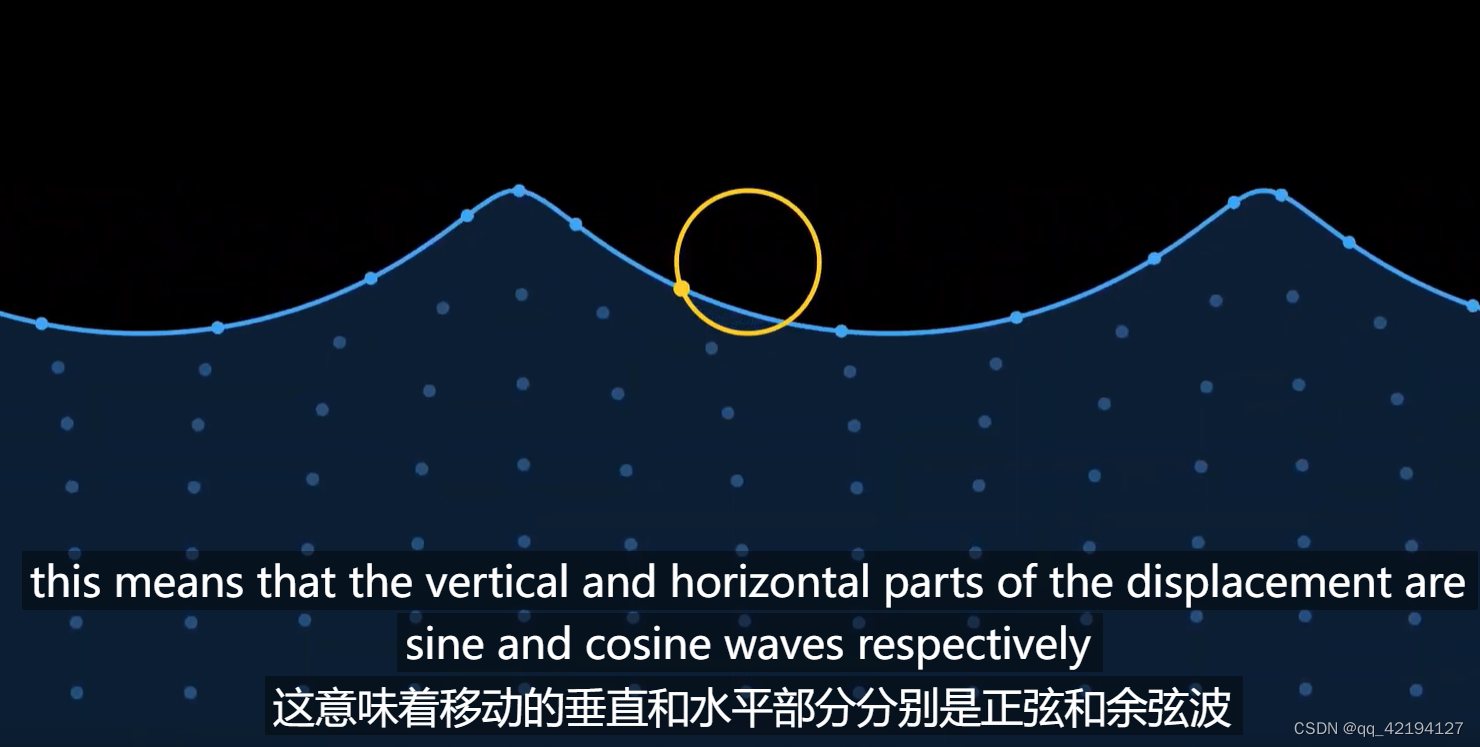 this means that the vertical and horizontal parts of the displacement are
sine and cosine waves respectively
这意味着移动的垂直和水平部分分别是正弦和余弦波
CSDN @qq_42194127